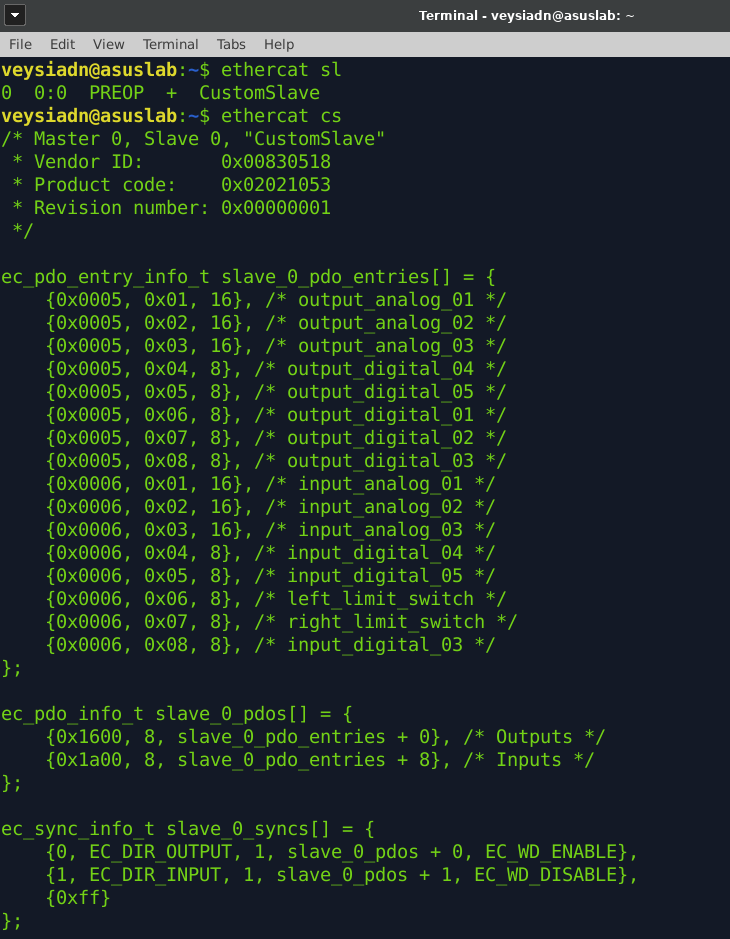 Terminal - veysiadn@asuslab: ~
File Edit View Terminal Tabs Help
veysiadn@asuslab:~$ ethercat sl
0  0:0  PREOP  +  CustomSlave
veysiadn@asuslab:~$ ethercat cs
/* Master 0, Slave 0, "CustomSlave"
 * Vendor ID:       0x00830518
 * Product code:    0x02021053
 * Revision number: 0x00000001
 */
ec_pdo_entry_info_t slave_0_pdo_entries[] = {
    {0x0005, 0x01, 16}, /* output_analog_01 */
    {0x0005, 0x02, 16}, /* output_analog_02 */
    {0x0005, 0x03, 16}, /* output_analog_03 */
    {0x0005, 0x04, 8}, /* output_digital_04 */
    {0x0005, 0x05, 8}, /* output_digital_05 */
    {0x0005, 0x06, 8}, /* output_digital_01 */
    {0x0005, 0x07, 8}, /* output_digital_02 */
    {0x0005, 0x08, 8}, /* output_digital_03 */
    {0x0006, 0x01, 16}, /* input_analog_01 */
    {0x0006, 0x02, 16}, /* input_analog_02 */
    {0x0006, 0x03, 16}, /* input_analog_03 */
    {0x0006, 0x04, 8}, /* input_digital_04 */
    {0x0006, 0x05, 8}, /* input_digital_05 */
    {0x0006, 0x06, 8}, /* left_limit_switch */
    {0x0006, 0x07, 8}, /* right_limit_switch */
    {0x0006, 0x08, 8}, /* input_digital_03 */
};
ec_pdo_info_t slave_0_pdos[] = {
    {0x1600, 8, slave_0_pdo_entries + 0}, /* Outputs */
    {0x1a00, 8, slave_0_pdo_entries + 8}, /* Inputs */
};
ec_sync_info_t slave_0_syncs[] = {
    {0, EC_DIR_OUTPUT, 1, slave_0_pdos + 0, EC_WD_ENABLE},
    {1, EC_DIR_INPUT, 1, slave_0_pdos + 1, EC_WD_DISABLE},
    {0xff}
};